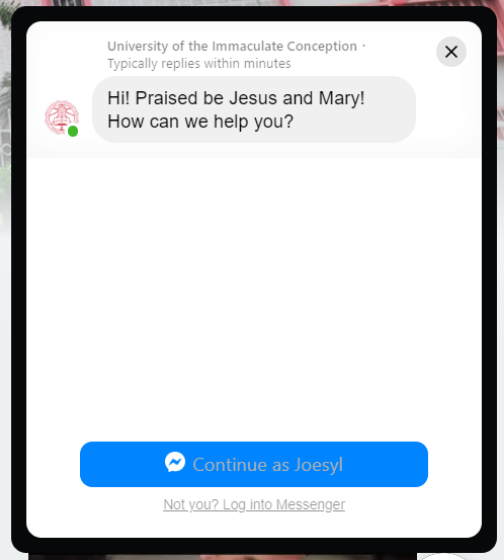 University of the Immaculate Conception ·
Typically replies within minutes
Hi! Praised be Jesus and Mary!
How can we help you?
Continue as Joesyl
Not you? Log into Messenger